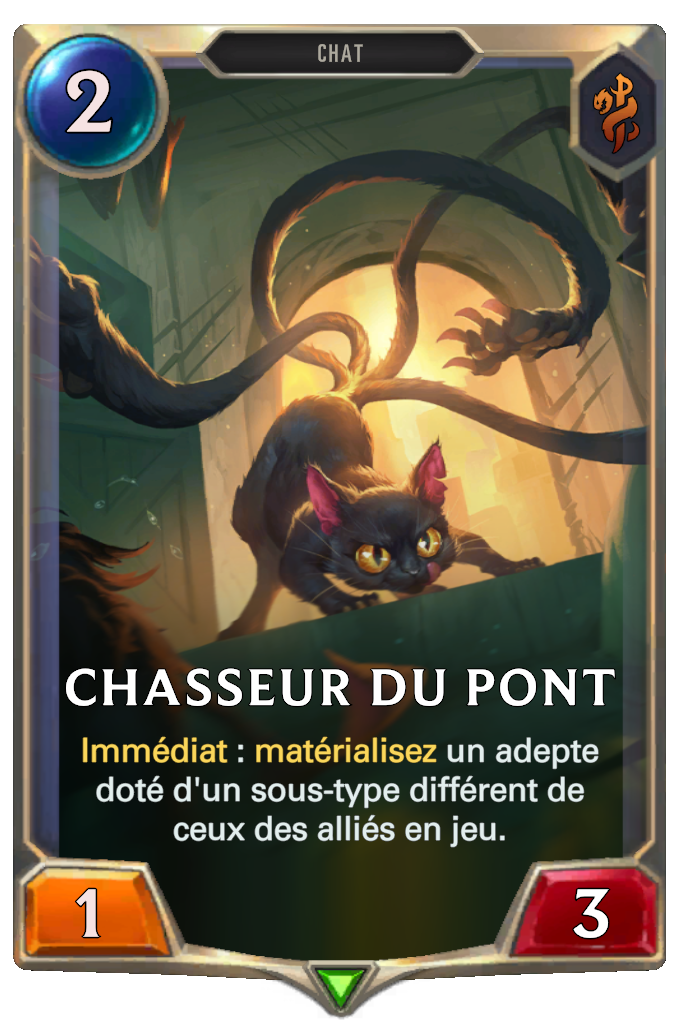 CHAT
2
CHASSEUR DU PONT
Immédiat : matérialisez un adepte
doté d'un sous-type différent de
ceux des alliés en jeu.
1
3